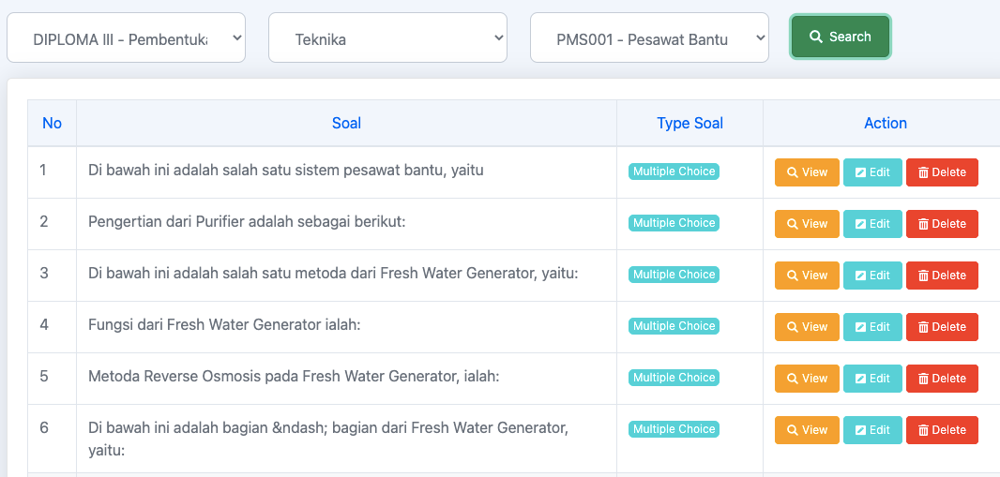 DIPLOMA III - Pembentuka
Teknika
PMS001 - Pesawat Bantu
Search
No Soal Type Soal Action
1 Di bawah ini adalah salah satu sistem pesawat bantu, yaitu Multiple Choice View Edit Delete
2 Pengertian dari Purifier adalah sebagai berikut: Multiple Choice View Edit Delete
3 Di bawah ini adalah salah satu metoda dari Fresh Water Generator, yaitu: Multiple Choice View Edit Delete
4 Fungsi dari Fresh Water Generator ialah: Multiple Choice View Edit Delete
5 Metoda Reverse Osmosis pada Fresh Water Generator, ialah: Multiple Choice View Edit Delete
6 Di bawah ini adalah bagian &ndash; bagian dari Fresh Water Generator, Multiple Choice View Edit Delete
yaitu: